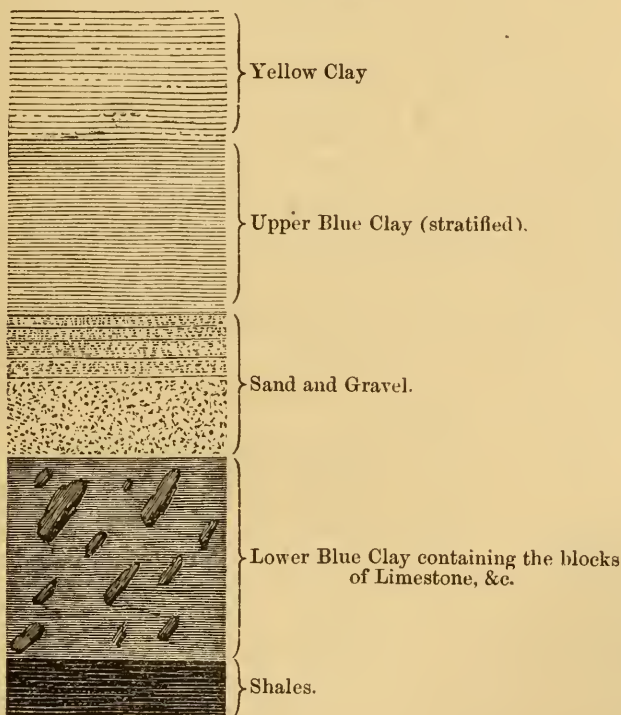 Yellow Clay
Upper Blue Clay (stratified).
Sand and Gravel.
Lower Blue Clay containing the blocks
of Limestone, &c.
Shales.